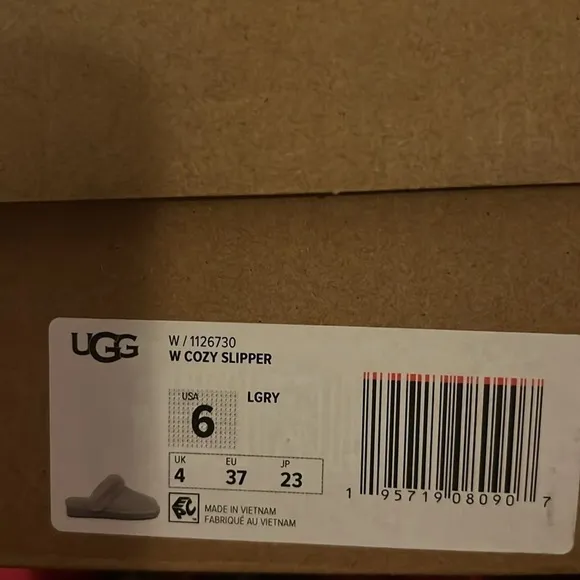 UGG
W / 1126730
W COZY SLIPPER
USA
6
LGRY
UK
4
EU
37
JP
23
MADE IN VIETNAM
FABRIQUÉ AU VIETNAM
1 95719 08090 7